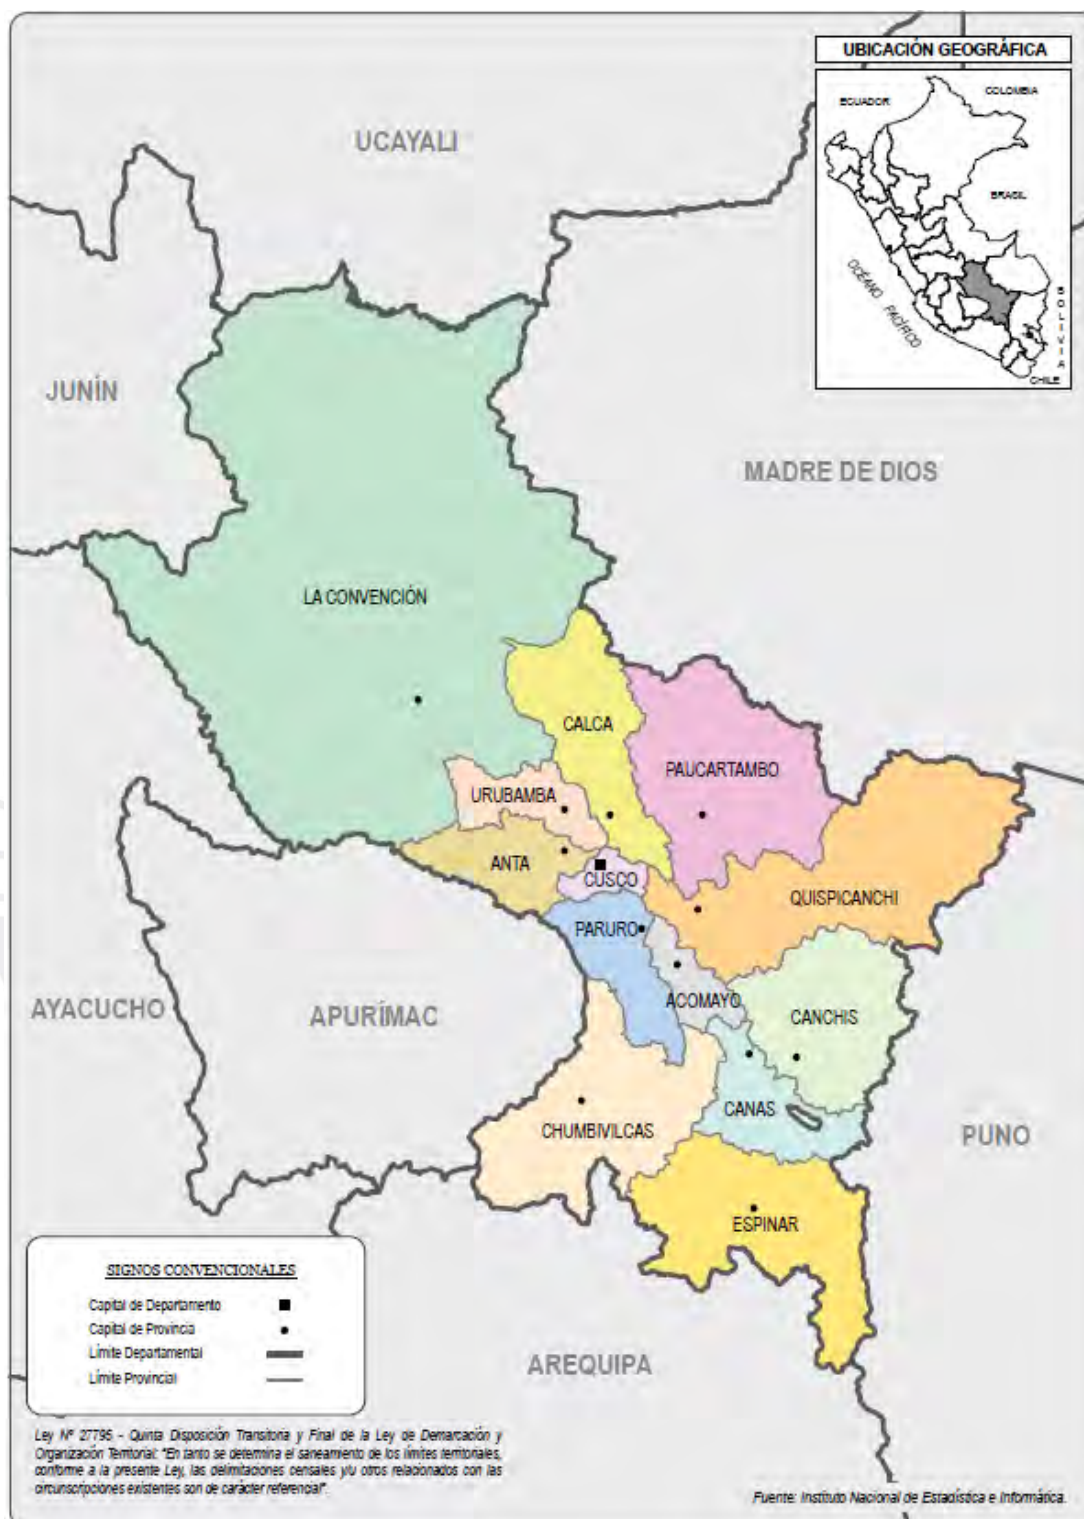 UBICACIÓN GEOGRÁFICA
COLOMBIA
ECUADOR
BRASIL
OCÉANO PACÍFICO
BOLIVIA
CHILE
UCAYALI
JUNÍN
MADRE DE DIOS
LA CONVENCIÓN
CALCA
PAUCARTAMBO
URUBAMBA
ANTA
CUSCO
QUISPICANCHI
PARURO
ACOMAYO
CANCHIS
AYACUCHO
APURÍMAC
CANAS
CHUMBIVILCAS
PUNO
ESPINAR
AREQUIPA
SIGNOS CONVENCIONALES
Capital de Departamento
Capital de Provincia
Límite Departamental
Límite Provincial
Ley Nº 27795 - Quinta Disposición Transitoria y Final de la Ley de Demarcación y
Organización Territorial: "En tanto se determina el saneamiento de los límites territoriales,
conforme a la presente Ley, las delimitaciones censales y/u otros relacionados con las
circunscripciones existentes son de carácter referencial".
Fuente: Instituto Nacional de Estadística e Informática.